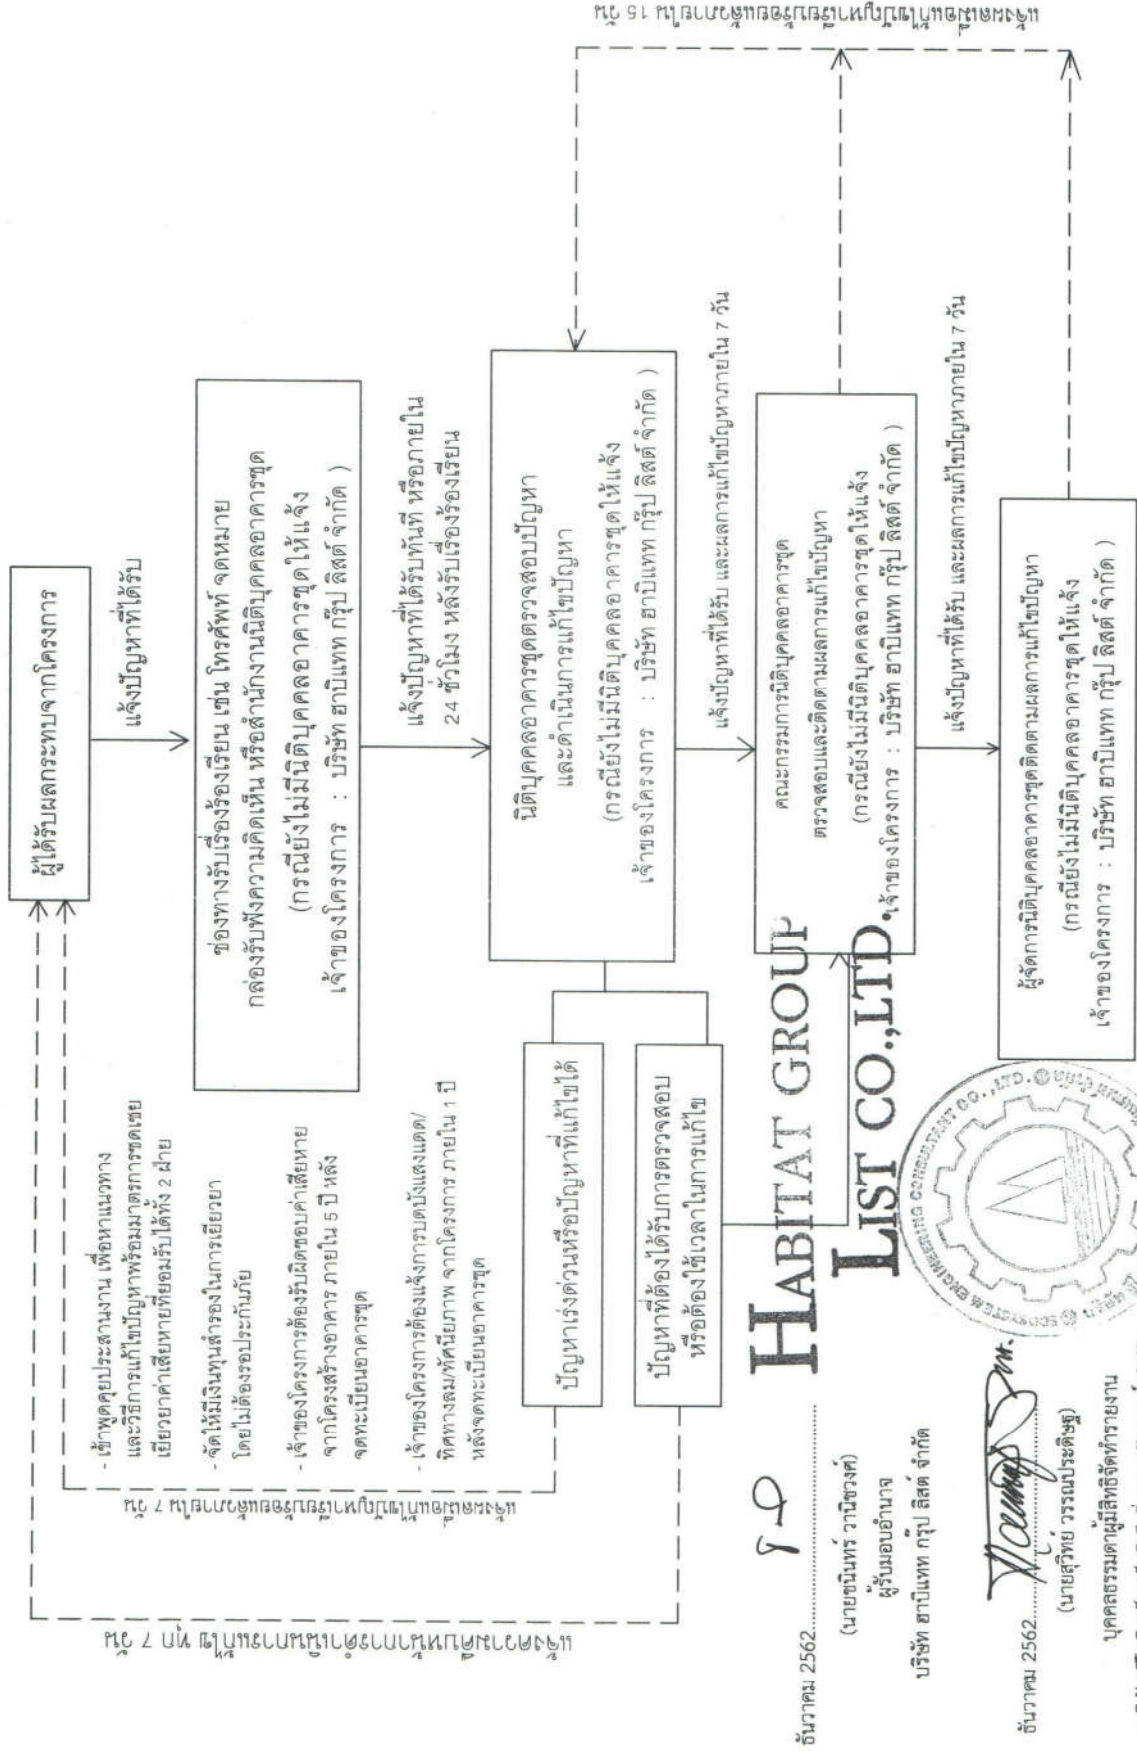 ผู้ได้รับผลกระทบจากโครงการ
แจ้งปัญหาที่ได้รับ
ช่องทางรับเรื่องร้องเรียน เช่น โทรศัพท์ จดหมาย
กล่องรับฟังความคิดเห็น หรือสำนักงานนิติบุคคลอาคารชุด
(กรณียังไม่มีนิติบุคคลอาคารชุดให้แจ้ง
เจ้าของโครงการ : บริษัท ฮาบิแทท กรุ๊ป ลิสต์ จำกัด )
แจ้งปัญหาที่ได้รับทันที หรือภายใน
24 ชั่วโมง หลังรับเรื่องร้องเรียน
นิติบุคคลอาคารชุดตรวจสอบปัญหา
และดำเนินการแก้ไขปัญหา
(กรณียังไม่มีนิติบุคคลอาคารชุดให้แจ้ง
เจ้าของโครงการ : บริษัท ฮาบิแทท กรุ๊ป ลิสต์ จำกัด )
แจ้งปัญหาที่ได้รับ และผลการแก้ไขปัญหาภายใน 7 วัน
คณะกรรมการนิติบุคคลอาคารชุด
ตรวจสอบและติดตามผลการแก้ไขปัญหา
(กรณียังไม่มีนิติบุคคลอาคารชุดให้แจ้ง
เจ้าของโครงการ : บริษัท ฮาบิแทท กรุ๊ป ลิสต์ จำกัด )
แจ้งปัญหาที่ได้รับ และผลการแก้ไขปัญหาภายใน 7 วัน
ผู้จัดการนิติบุคคลอาคารชุดติดตามผลการแก้ไขปัญหา
(กรณียังไม่มีนิติบุคคลอาคารชุดให้แจ้ง
เจ้าของโครงการ : บริษัท ฮาบิแทท กรุ๊ป ลิสต์ จำกัด )
แจ้งผลเมื่อแก้ไขปัญหาเรียบร้อยแล้วภายใน 15 วัน
- เข้าพูดคุยประสานงาน เพื่อหาแนวทาง
และวิธีการแก้ไขปัญหาพร้อมมาตรการชดเชย
เยียวยาค่าเสียหายที่ยอมรับได้ทั้ง 2 ฝ่าย
- จัดให้มีเงินทุนสำรองในการเยียวยา
โดยไม่ต้องรอประกันภัย
- เจ้าของโครงการต้องรับผิดชอบค่าเสียหาย
จากโครงสร้างอาคาร ภายใน 5 ปี หลัง
จดทะเบียนอาคารชุด
- เจ้าของโครงการต้องแจ้งการบดบังแสงแดด/
ทิศทางลม/ทัศนียภาพ จากโครงการ ภายใน 1 ปี
หลังจดทะเบียนอาคารชุด
แจ้งผลเมื่อแก้ไขปัญหาเรียบร้อยแล้วภายใน 7 วัน
แจ้งความคืบหน้าการดำเนินการแก้ไข ทุก 7 วัน
ปัญหาเร่งด่วนหรือปัญหาที่แก้ไขได้
ปัญหาที่ต้องได้รับการตรวจสอบ
หรือต้องใช้เวลาในการแก้ไข
HABITAT GROUP
LIST CO.,LTD.
ธันวาคม 2562
(นายชนินทร์ วานิชวงศ์)
ผู้รับมอบอำนาจ
บริษัท ฮาบิแทท กรุ๊ป ลิสต์ จำกัด
ECOSYSTEM ENGINEERING CONSULTANT CO.,LTD.
ธันวาคม 2562
(นายสุวิทย์ วรรณประดิษฐ)
บุคคลธรรมดาผู้มีสิทธิจัดทำรายงาน